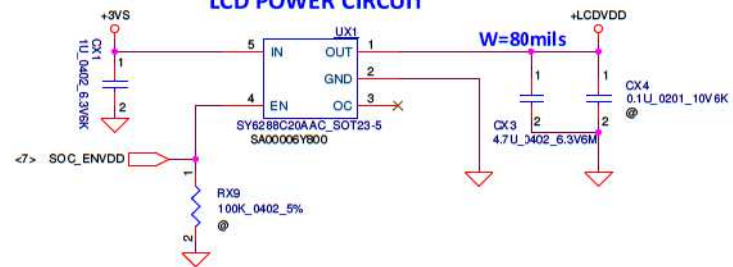 LCD POWER CIRCUIT
+3VS
+LCDVDD
UX1
W=80mils
5 IN OUT 1
GND 2
4 EN OC 3
CX1
1U_0402_6.3V6K
1
2
SY6288C20AAC_SOT23-5
SA00006Y800
1
2
CX3
4.7U_0402_6.3V6M
1
2
CX4
0.1U_0201_10V6K
@
<7> SOC_ENVDD
1
RX9
100K_0402_5%
@
2